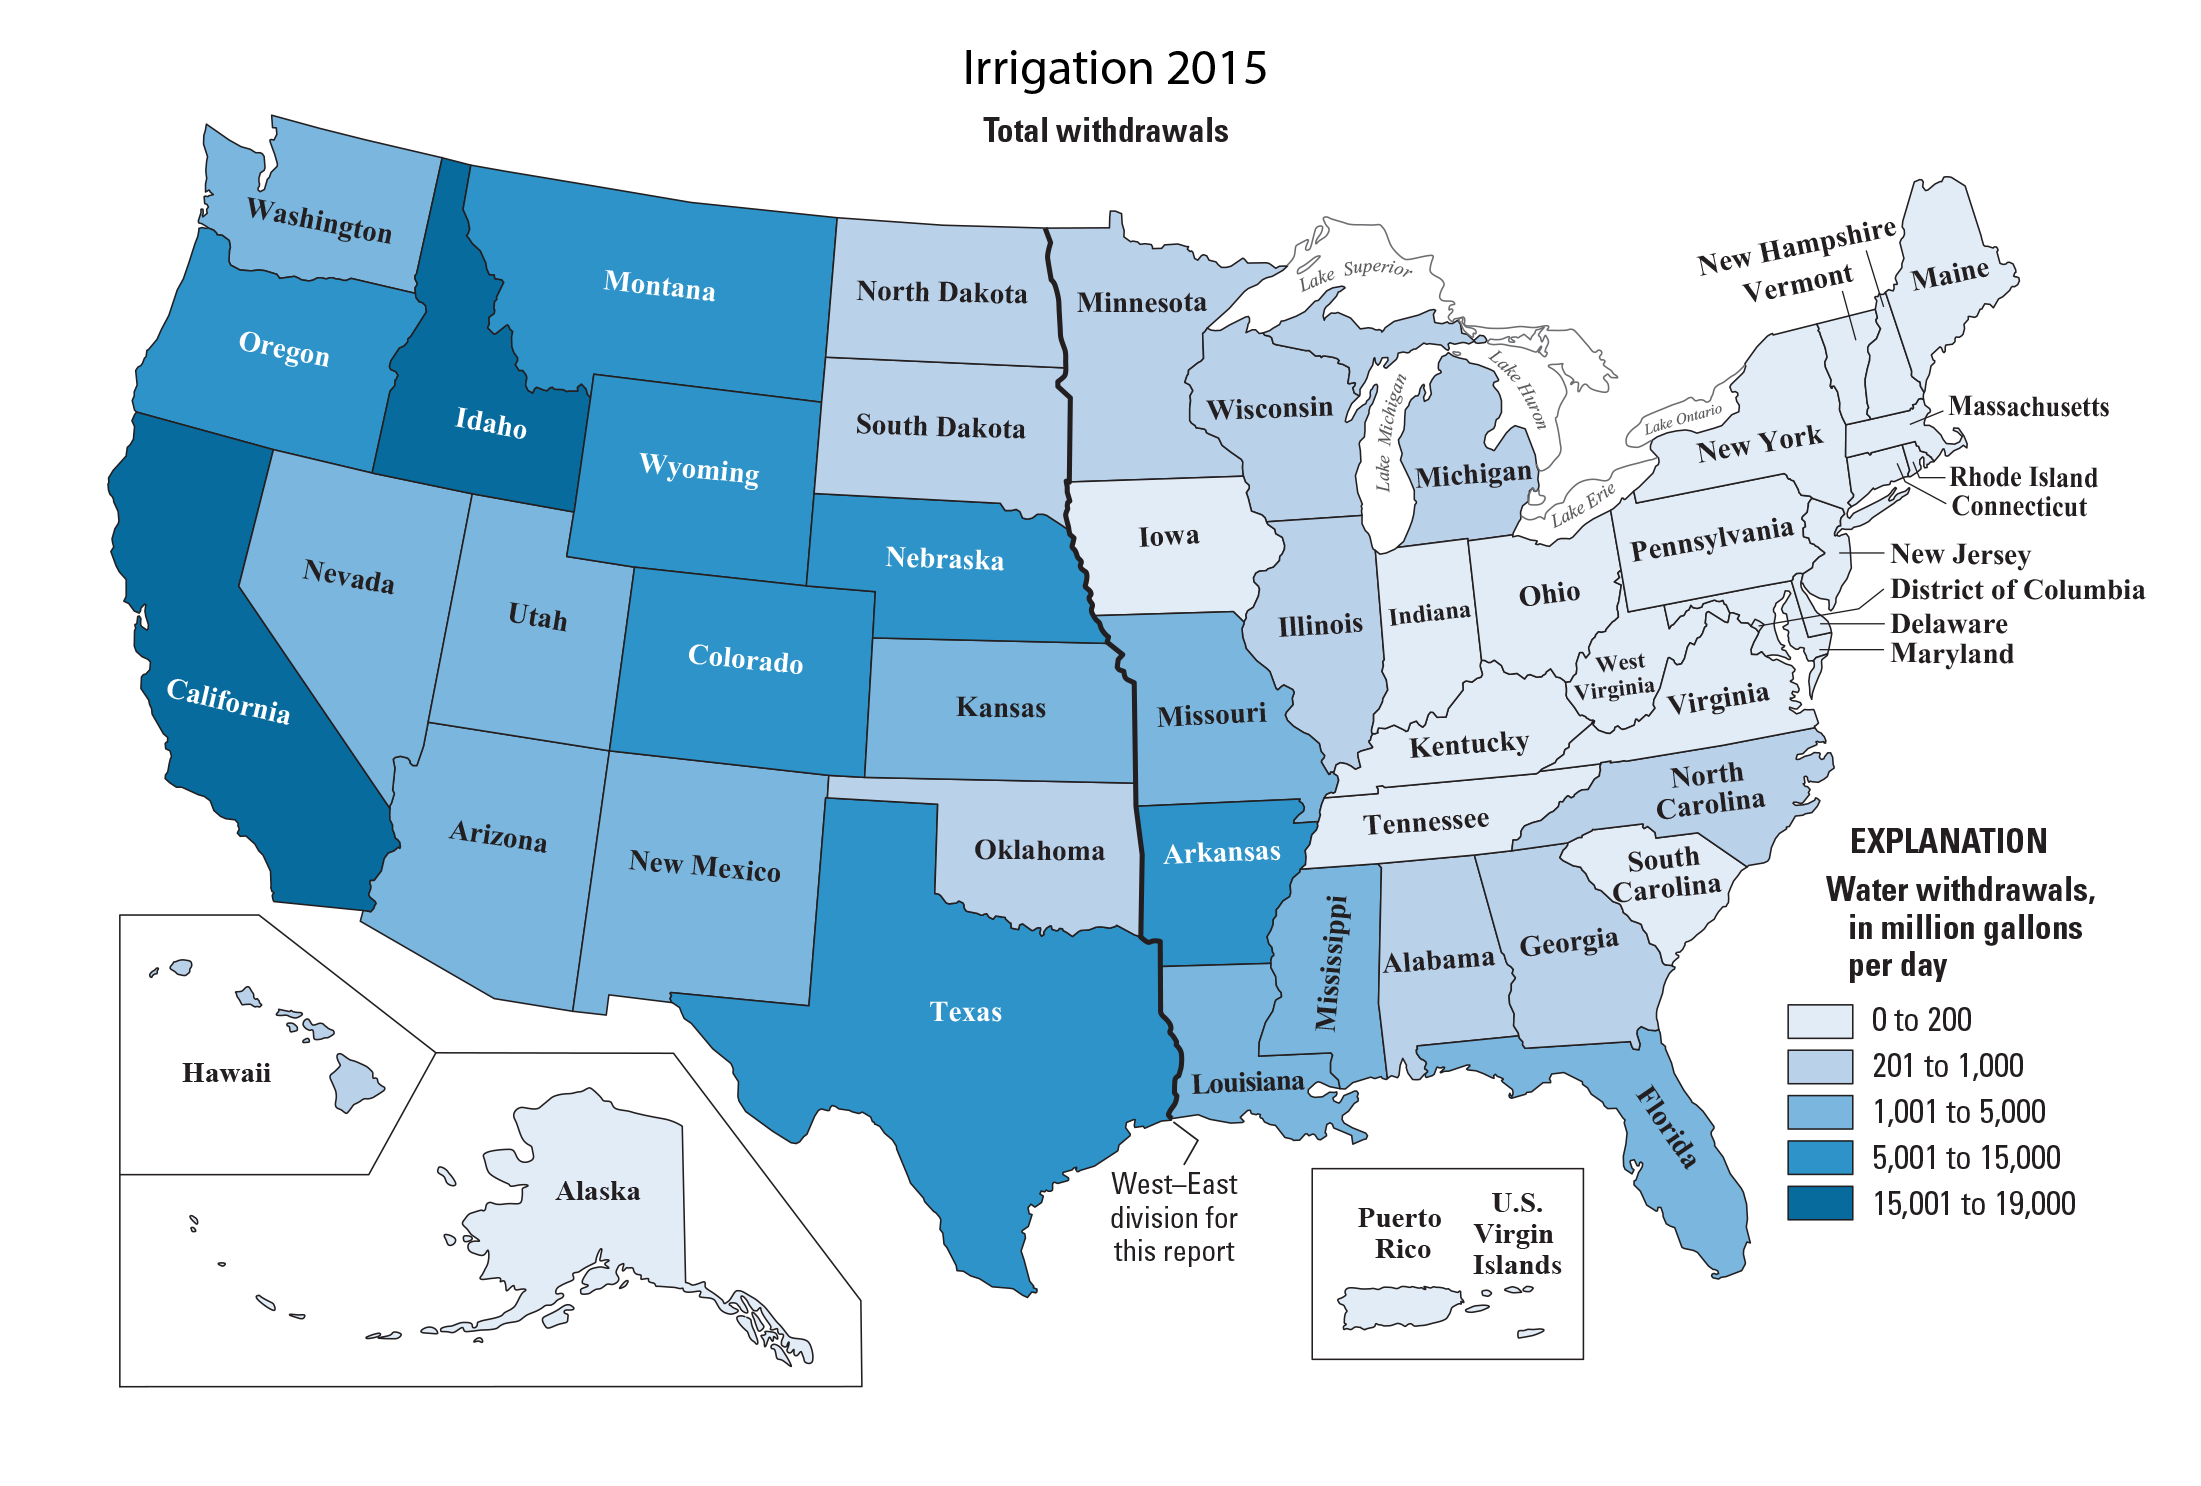 Irrigation 2015
Total withdrawals
Washington
Oregon
California
Nevada
Idaho
Montana
Wyoming
Utah
Colorado
Arizona
New Mexico
North Dakota
South Dakota
Nebraska
Kansas
Oklahoma
Texas
Minnesota
Iowa
Missouri
Arkansas
Louisiana
Wisconsin
Illinois
Michigan
Indiana
Ohio
Kentucky
Tennessee
Mississippi
Alabama
Georgia
Florida
South
Carolina
North
Carolina
Virginia
West
Virginia
Pennsylvania
New York
New Hampshire
Vermont
Maine
Massachusetts
Rhode Island
Connecticut
New Jersey
District of Columbia
Delaware
Maryland
Lake Superior
Lake Michigan
Lake Huron
Lake Erie
Lake Ontario
Hawaii
Alaska
West–East
division for
this report
Puerto
Rico
U.S.
Virgin
Islands
EXPLANATION
Water withdrawals,
in million gallons
per day
0 to 200
201 to 1,000
1,001 to 5,000
5,001 to 15,000
15,001 to 19,000